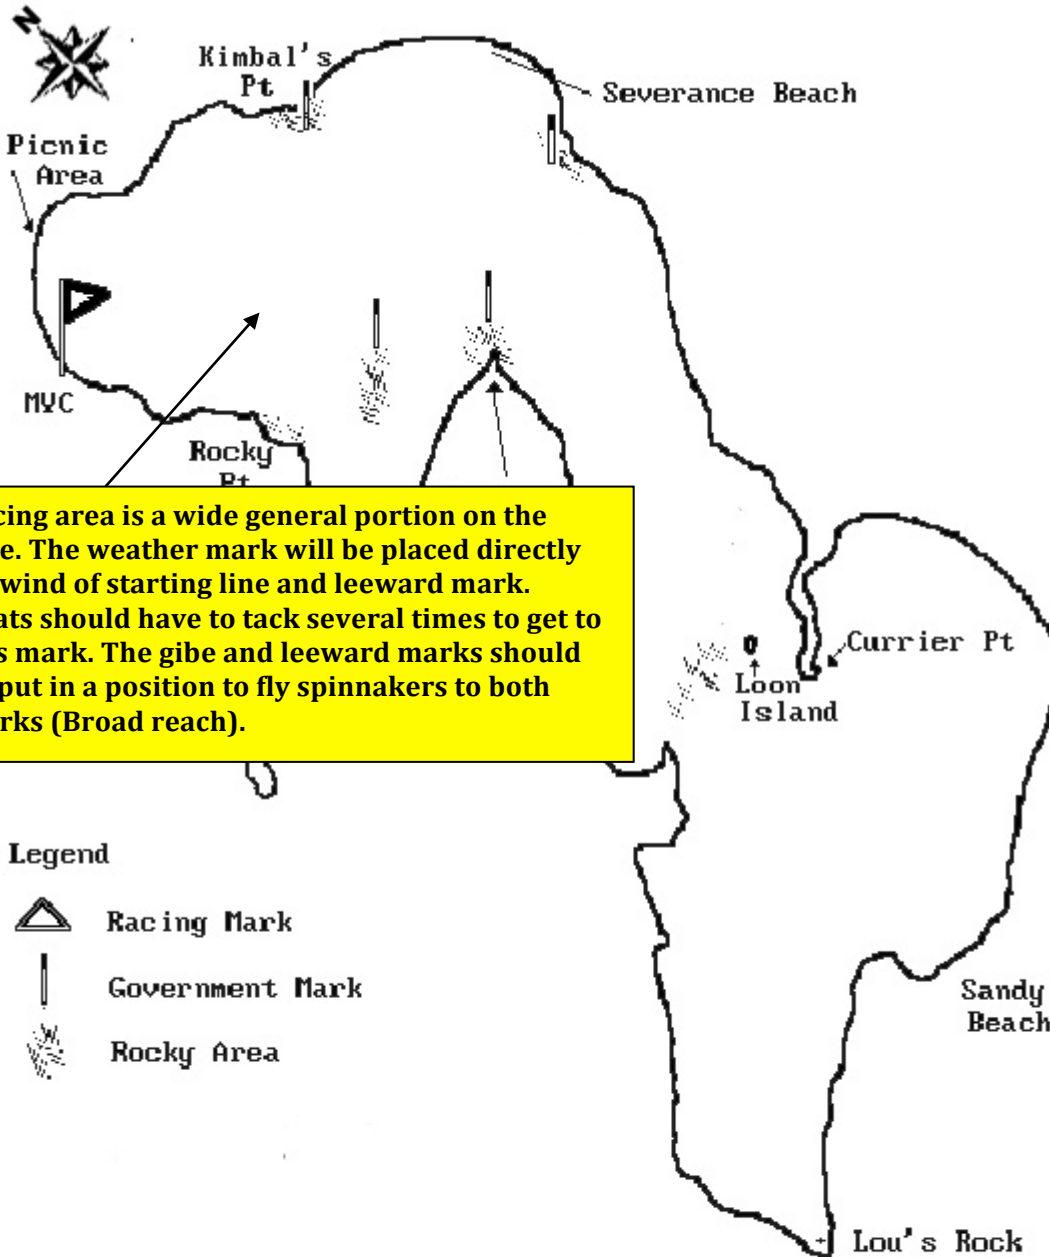 N
Kimbal's
Pt
Severance Beach
Picnic
Area
MYC
Rocky
Pt
cing area is a wide general portion on the
e. The weather mark will be placed directly
wind of starting line and leeward mark.
ats should have to tack several times to get to
s mark. The gibe and leeward marks should
put in a position to fly spinnakers to both
rks (Broad reach).
Currier Pt
Loon
Island
Legend
Racing Mark
Government Mark
Rocky Area
Sandy
Beach
Lou's Rock